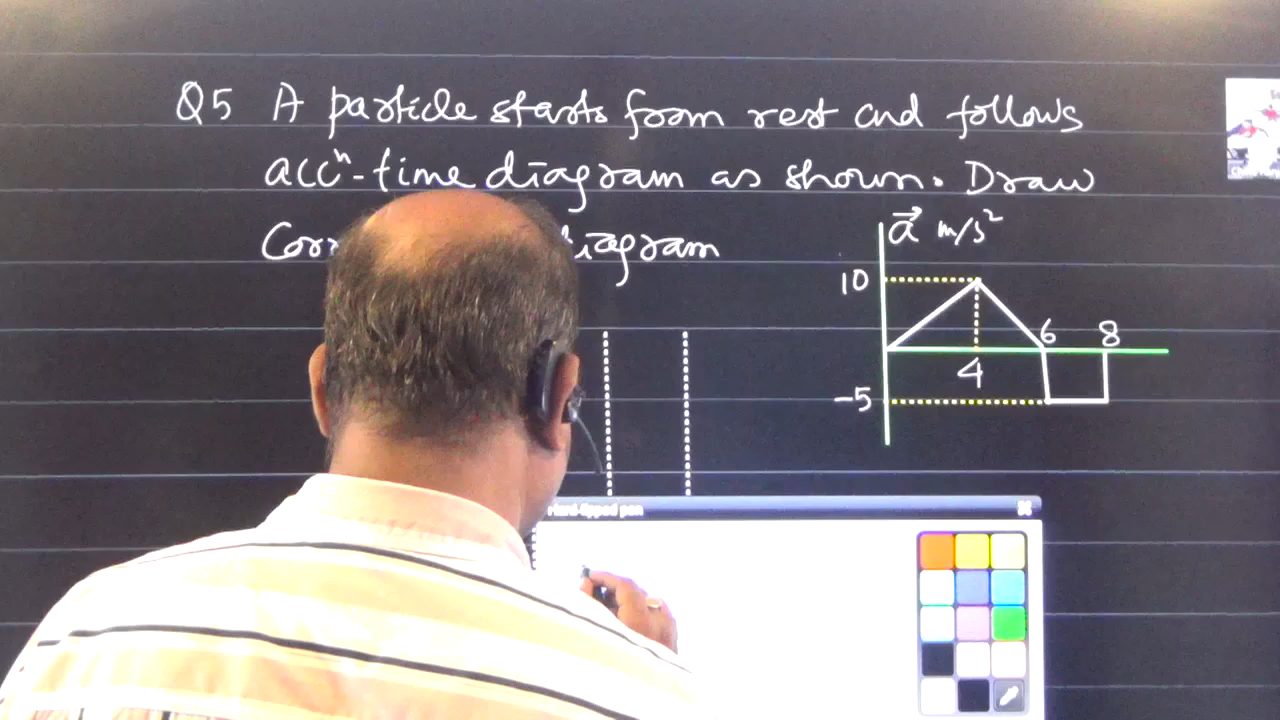 Q5 A particle starts from rest and follows
accⁿ-time diagram as shown. Draw
diagram
a⃗ m/s²
10
6 8
4
-5